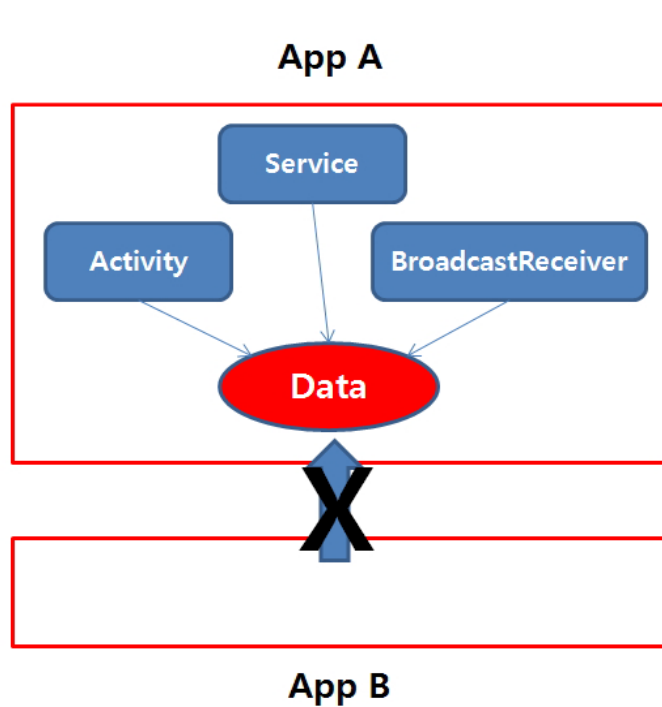 App A
Service
Activity
BroadcastReceiver
Data
X
App B